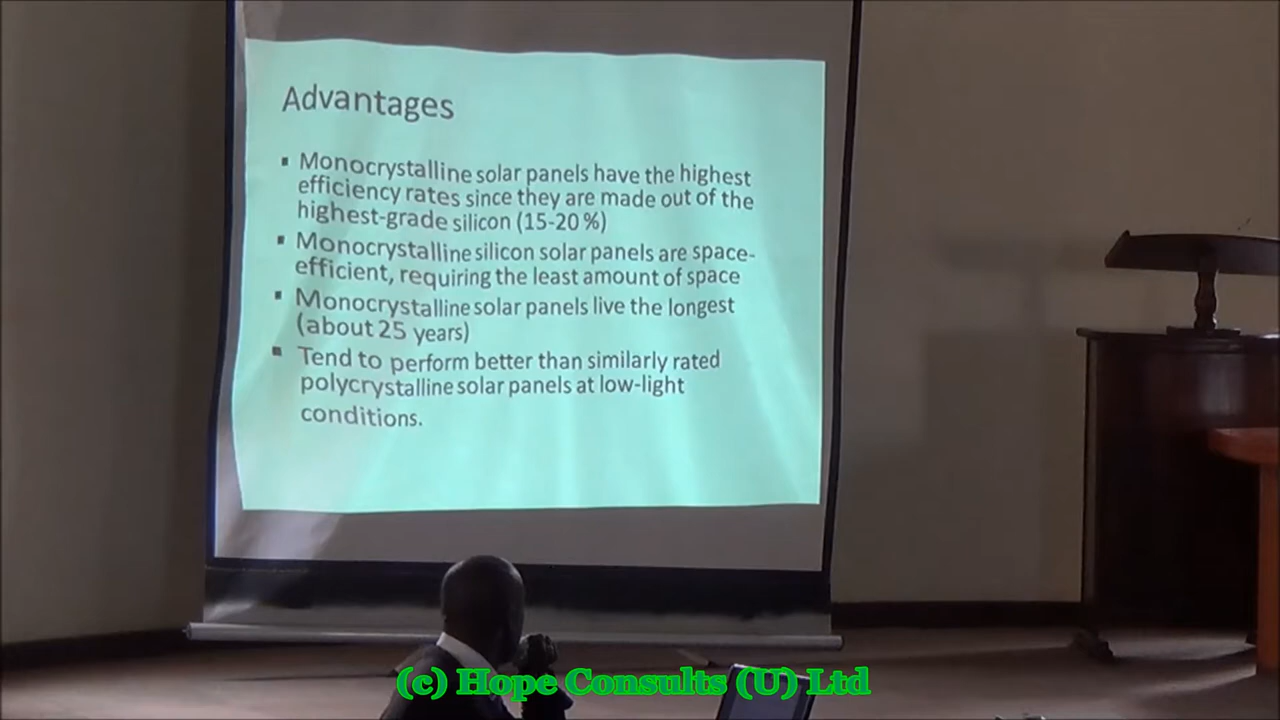 Advantages
▪ Monocrystalline solar panels have the highest
efficiency rates since they are made out of the
highest-grade silicon (15-20 %)
▪ Monocrystalline silicon solar panels are space-
efficient, requiring the least amount of space
▪ Monocrystalline solar panels live the longest
(about 25 years)
▪ Tend to perform better than similarly rated
polycrystalline solar panels at low-light
conditions.
(c) Hope Consults (U) Ltd